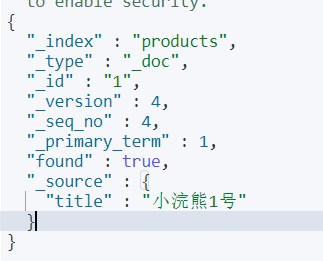 to enable security.
{
"_index" : "products",
"_type" : "_doc",
"_id" : "1",
"_version" : 4,
"_seq_no" : 4,
"_primary_term" : 1,
"found" : true,
"_source" : {
"title" : "小浣熊1号"
}
}